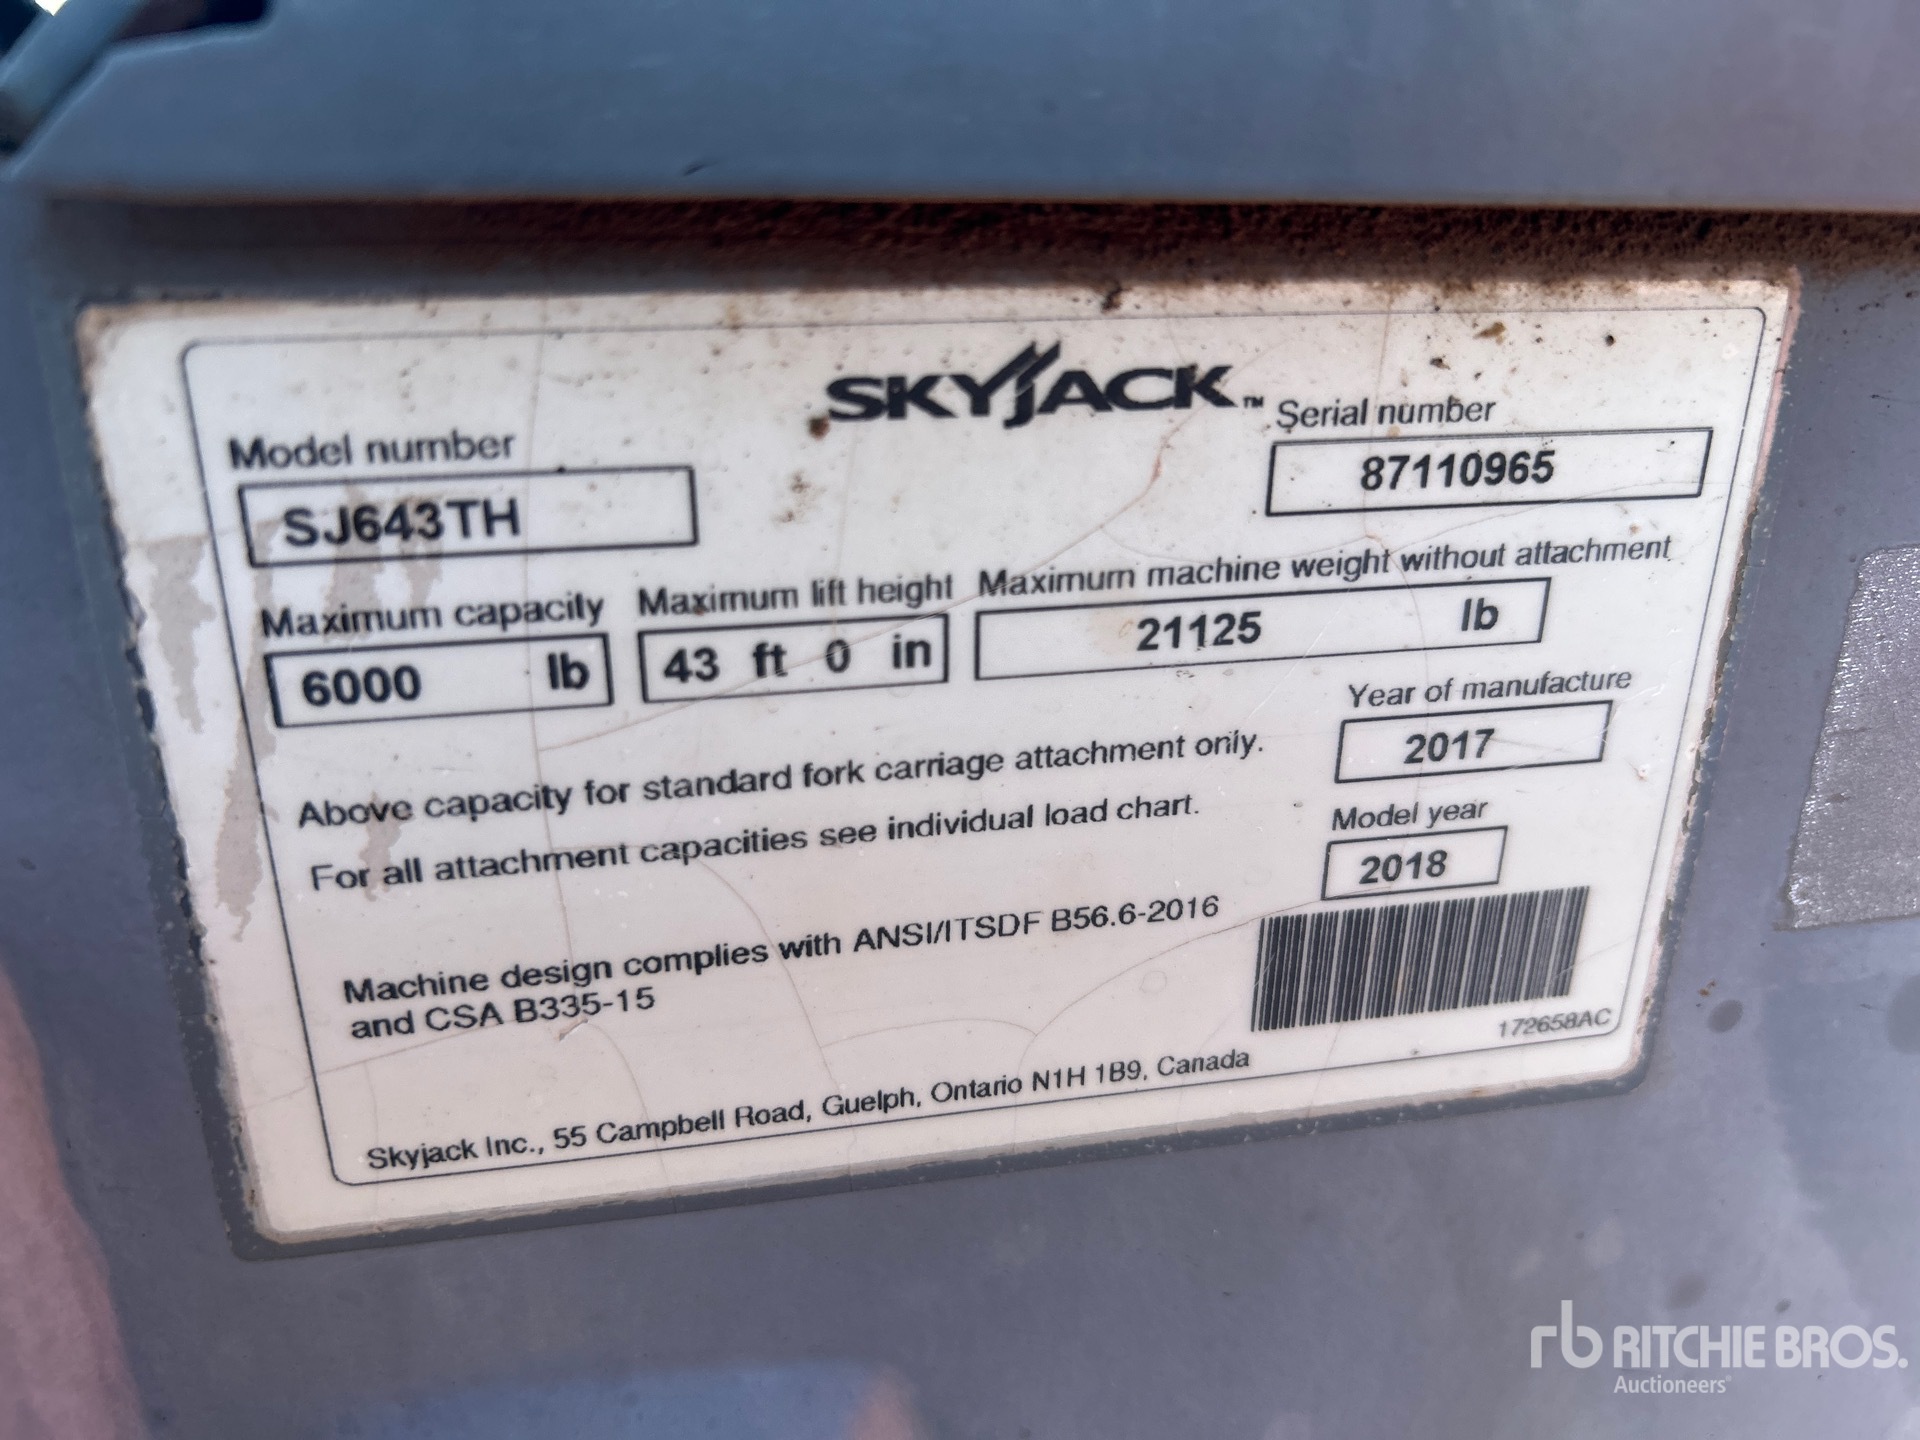 SKYJACK™
Model number
SJ643TH
Serial number
87110965
Maximum capacity
6000 lb
Maximum lift height
43 ft 0 in
Maximum machine weight without attachment
21125 lb
Year of manufacture
2017
Above capacity for standard fork carriage attachment only.
For all attachment capacities see individual load chart.
Model year
2018
Machine design complies with ANSI/ITSDF B56.6-2016
and CSA B335-15
172658AC
Skyjack Inc., 55 Campbell Road, Guelph, Ontario N1H 1B9, Canada
rb RITCHIE BROS.
Auctioneers